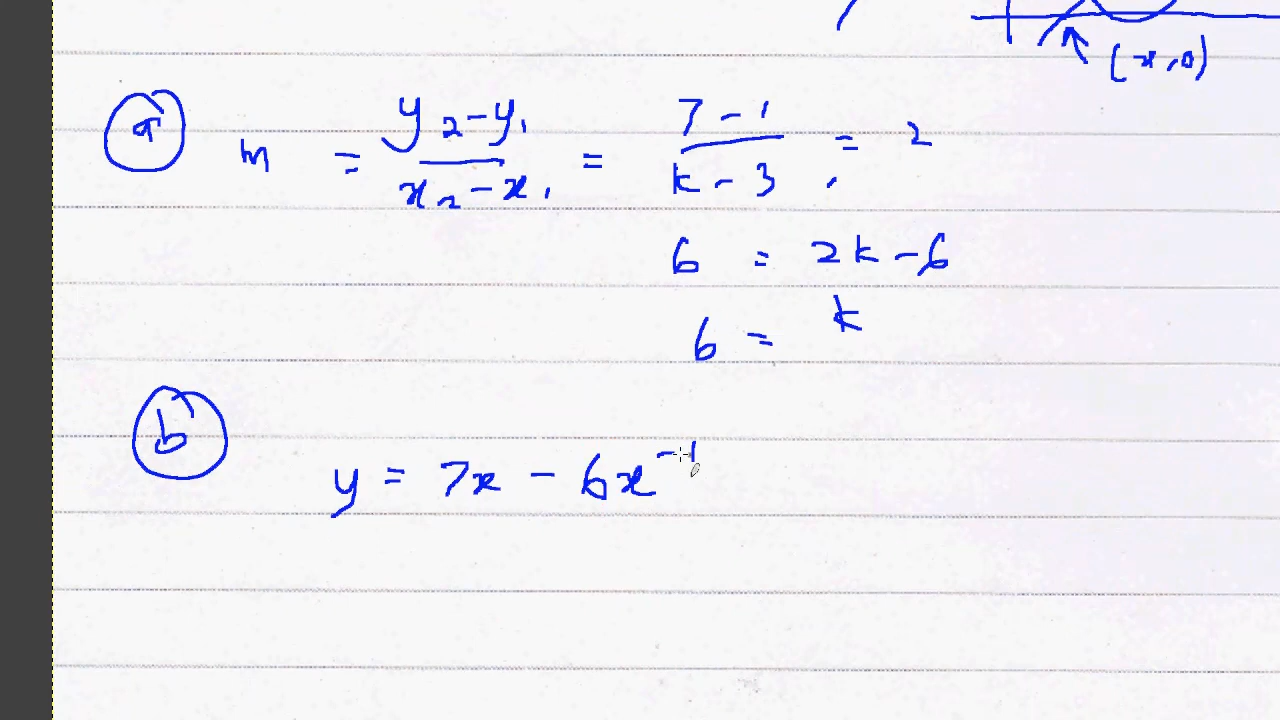 (x, 0)
a m = y₂ - y₁ / x₂ - x₁ = 7 - 1 / k - 3 = 2
6 = 2k - 6
6 = k
b
y = 7x - 6x⁻¹